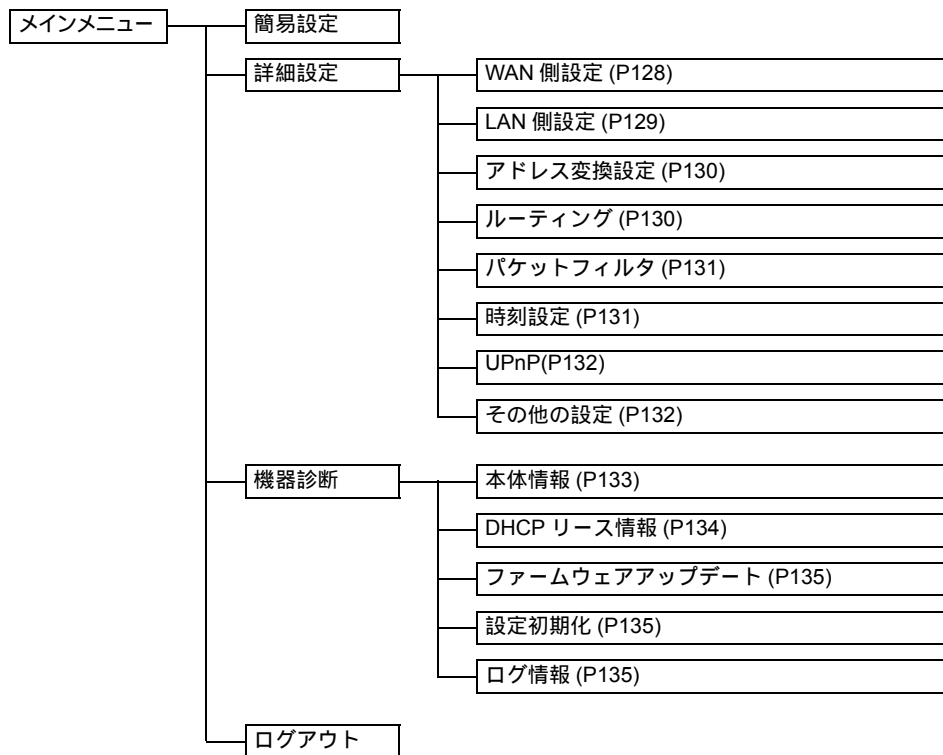 メインメニュー
簡易設定
詳細設定
WAN 側設定 (P128)
LAN 側設定 (P129)
アドレス変換設定 (P130)
ルーティング (P130)
パケットフィルタ (P131)
時刻設定 (P131)
UPnP(P132)
その他の設定 (P132)
機器診断
本体情報 (P133)
DHCP リース情報 (P134)
ファームウェアアップデート (P135)
設定初期化 (P135)
ログ情報 (P135)
ログアウト